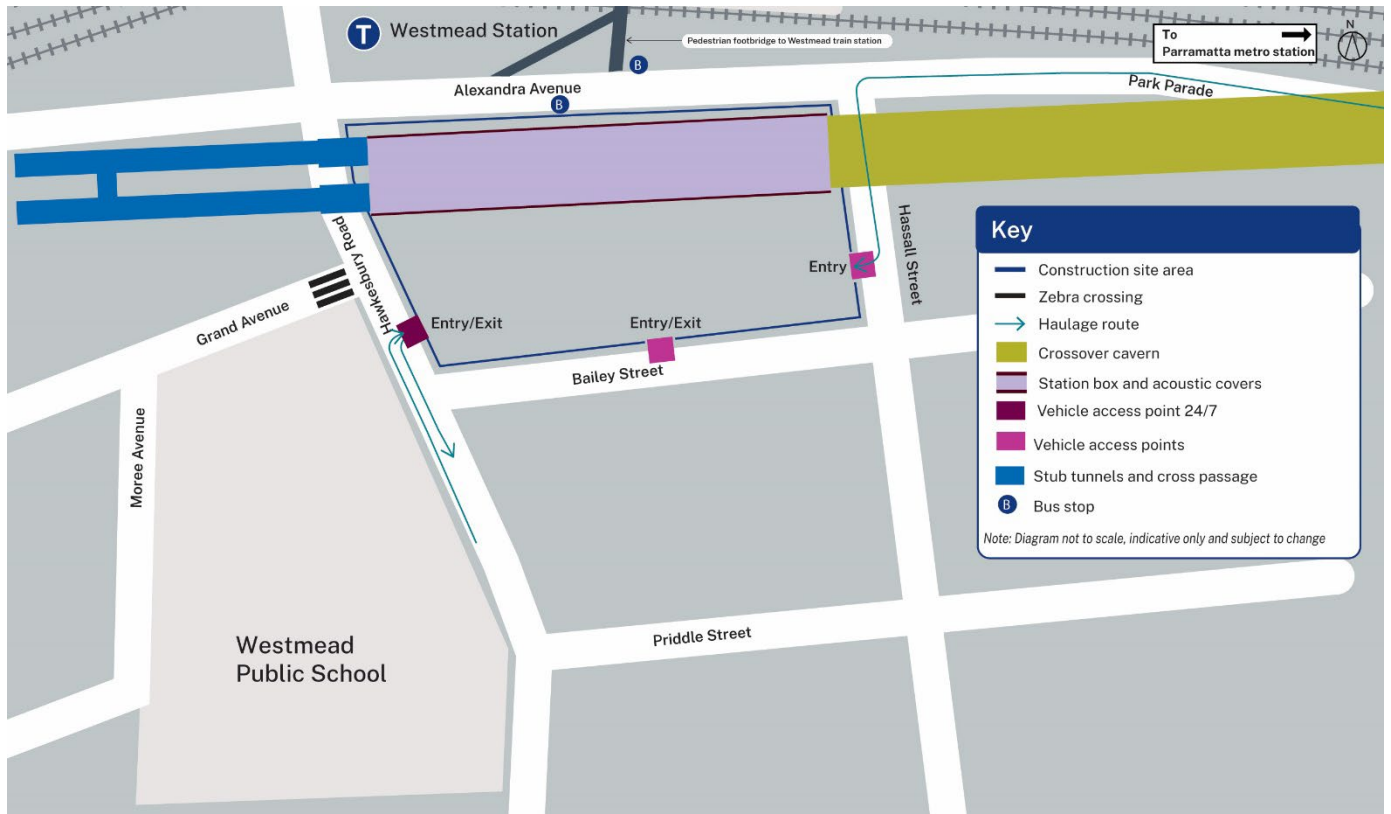 T Westmead Station
Pedestrian footbridge to Westmead train station
To
Parramatta metro station
N
B
Alexandra Avenue
B
Park Parade
Hawkesbury Road
Hassall Street
Entry
Grand Avenue
Entry/Exit
Entry/Exit
Bailey Street
Moree Avenue
Priddle Street
Westmead
Public School
Key
Construction site area
Zebra crossing
Haulage route
Crossover cavern
Station box and acoustic covers
Vehicle access point 24/7
Vehicle access points
Stub tunnels and cross passage
B Bus stop
Note: Diagram not to scale, indicative only and subject to change